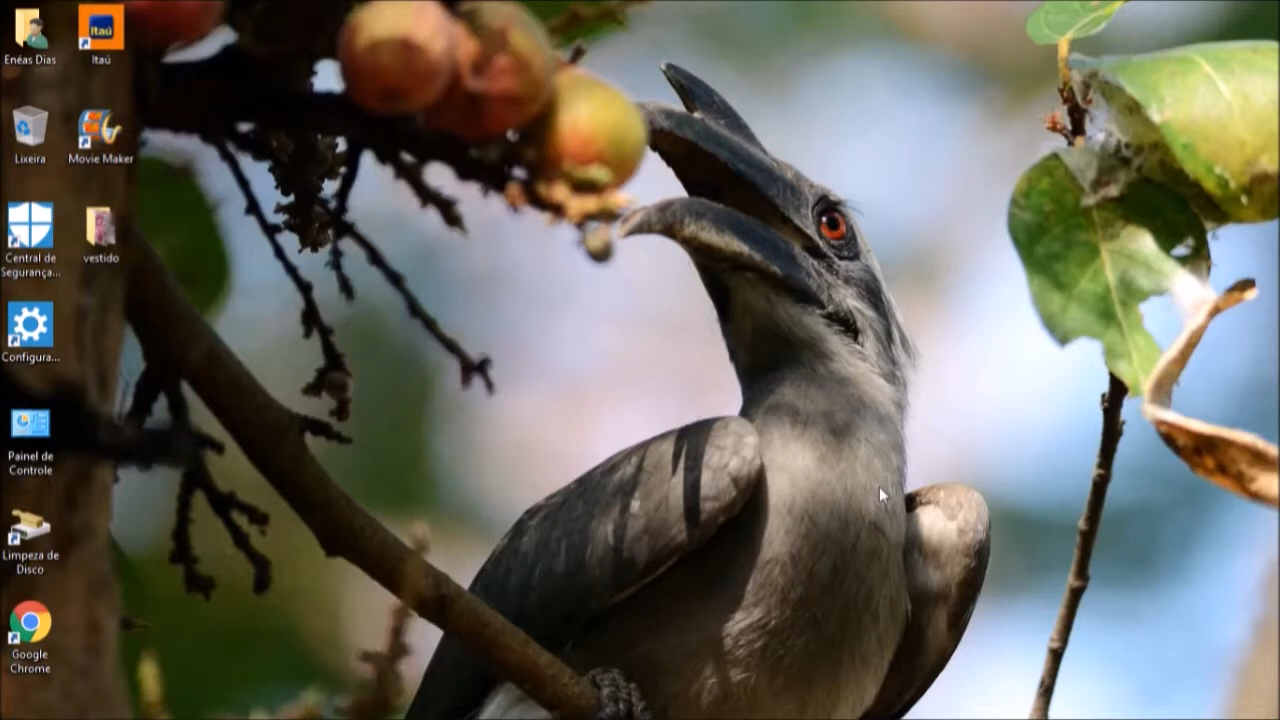 Enéas Dias
Itaú
Itaú
Lixeira
Movie Maker
Central de
Segurança...
vestido
Configura...
Painel de
Controle
Limpeza de
Disco
Google
Chrome